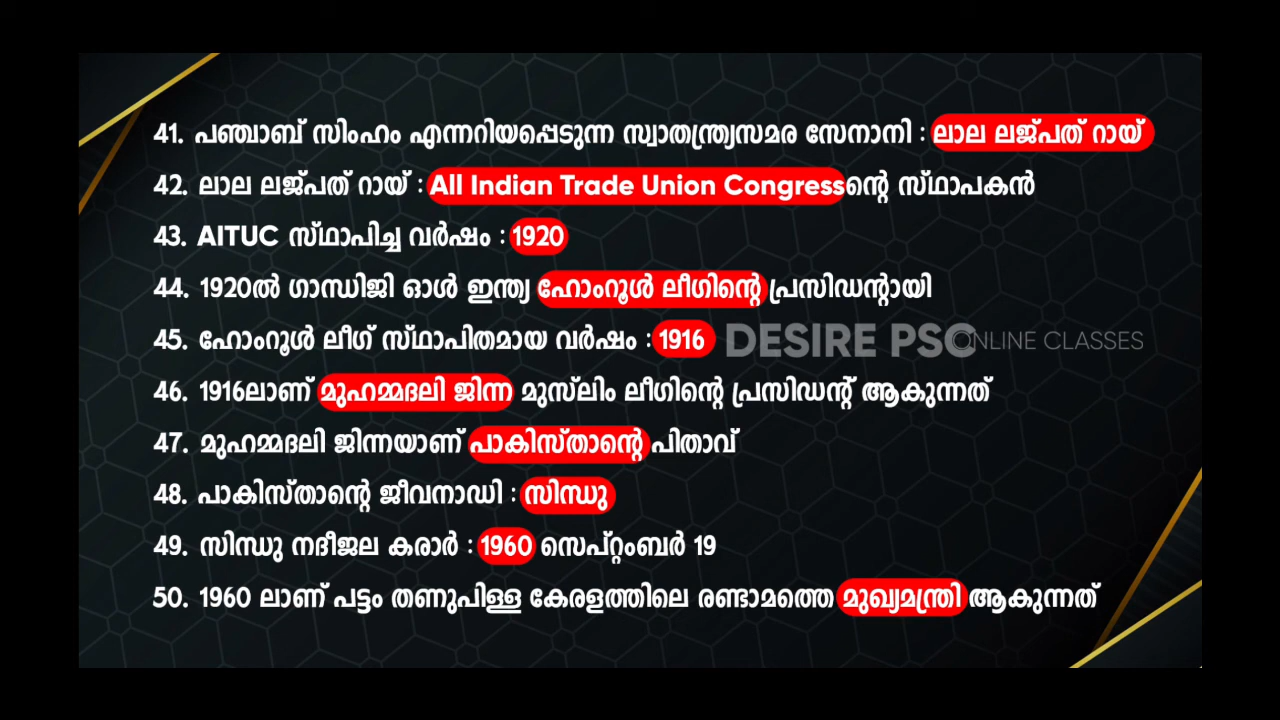 41. പഞ്ചാബ് സിംഹം എന്നറിയപ്പെടുന്ന സ്വാതന്ത്ര്യസമര സേനാനി : ലാല ലജ്പത് റായ്
42. ലാല ലജ്പത് റായ് : All Indian Trade Union Congressന്റെ സ്ഥാപകൻ
43. AITUC സ്ഥാപിച്ച വർഷം : 1920
44. 1920ൽ ഗാന്ധിജി ഓൾ ഇന്ത്യ ഹോംറൂൾ ലീഗിന്റെ പ്രസിഡന്റായി
45. ഹോംറൂൾ ലീഗ് സ്ഥാപിതമായ വർഷം : 1916 DESIRE PSC ONLINE CLASSES
46. 1916ലാണ് മുഹമ്മദലി ജിന്ന മുസ്‌ലിം ലീഗിന്റെ പ്രസിഡന്റ് ആകുന്നത്
47. മുഹമ്മദലി ജിന്നയാണ് പാകിസ്താന്റെ പിതാവ്
48. പാകിസ്താന്റെ ജീവനാഡി : സിന്ധു
49. സിന്ധു നദീജല കരാർ : 1960 സെപ്റ്റംബർ 19
50. 1960 ലാണ് പട്ടം തണുപിള്ള കേരളത്തിലെ രണ്ടാമത്തെ മുഖ്യമന്ത്രി ആകുന്നത്